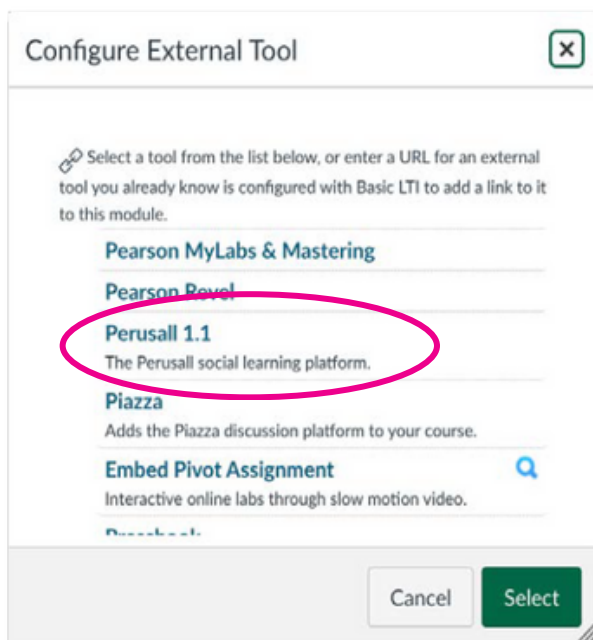 Configure External Tool
Select a tool from the list below, or enter a URL for an external
tool you already know is configured with Basic LTI to add a link to it
to this module.
Pearson MyLabs & Mastering
Pearson Revel
Perusall 1.1
The Perusall social learning platform.
Piazza
Adds the Piazza discussion platform to your course.
Embed Pivot Assignment
Interactive online labs through slow motion video.
Cancel Select